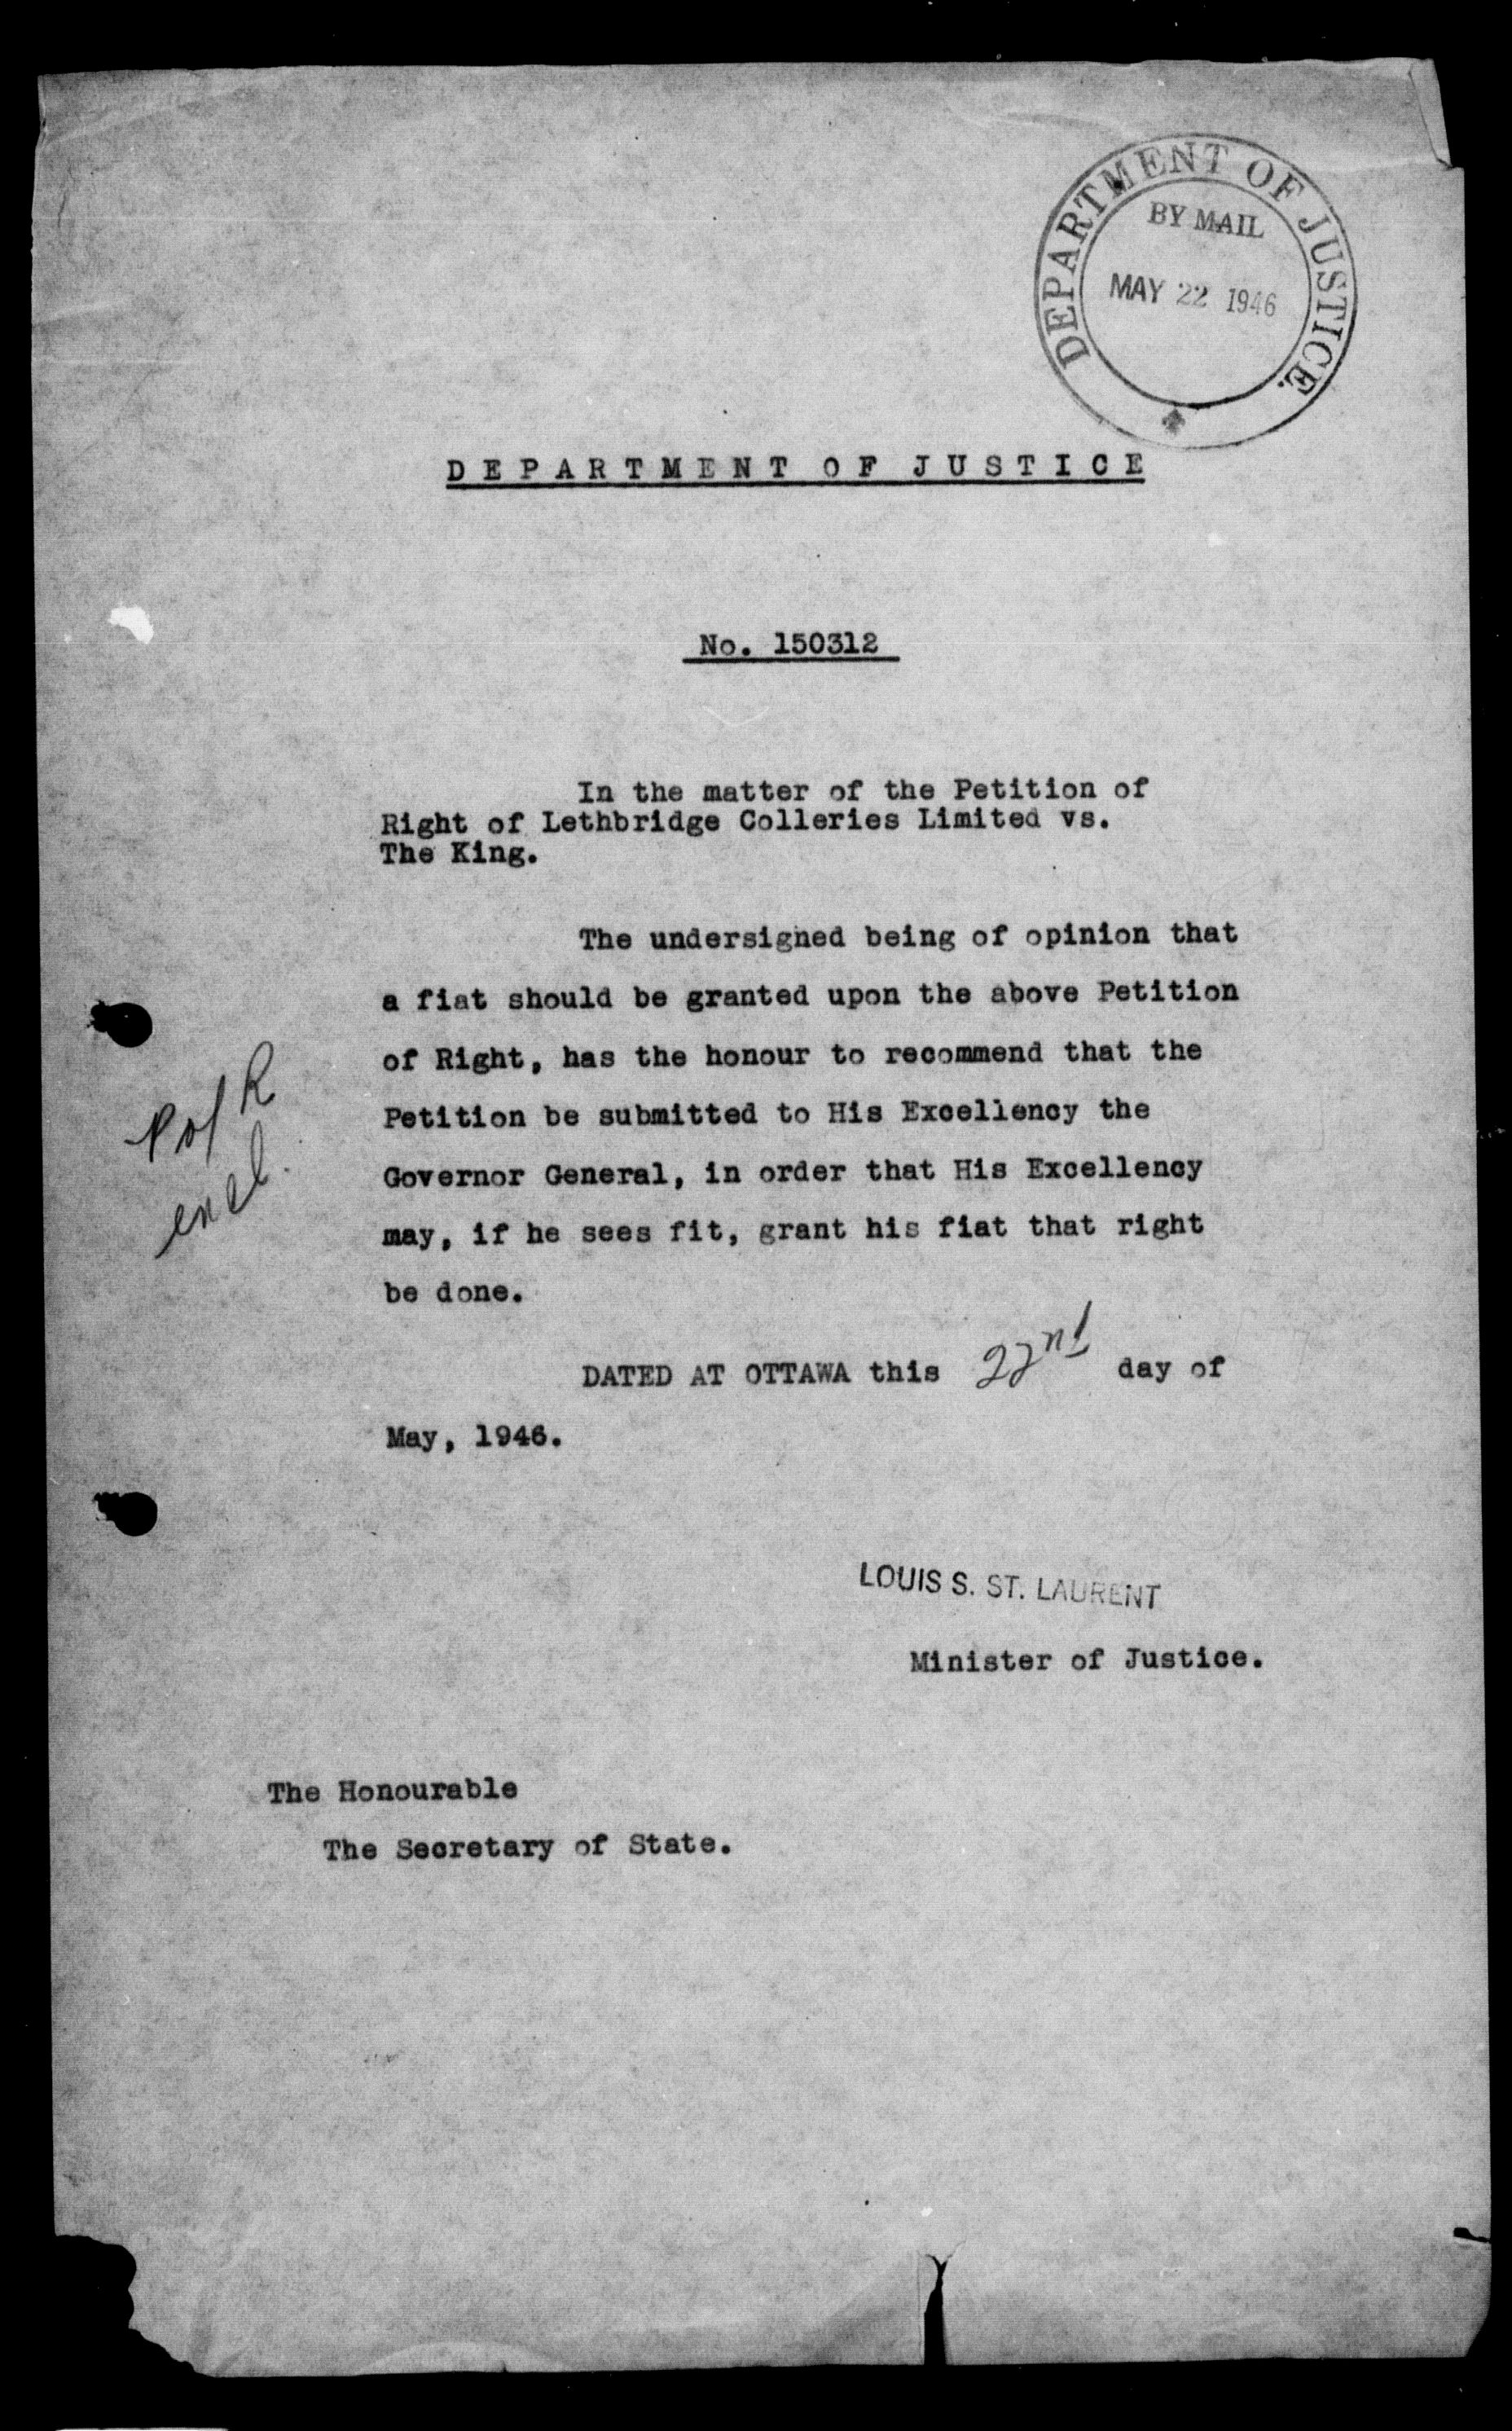 DEPARTMENT OF JUSTICE.
BY MAIL
MAY 22 1946
DEPARTMENT OF JUSTICE
No. 150312
In the matter of the Petition of
Right of Lethbridge Colleries Limited vs.
The King.
The undersigned being of opinion that
a fiat should be granted upon the above Petition
of Right, has the honour to recommend that the
Petition be submitted to His Excellency the
Governor General, in order that His Excellency
may, if he sees fit, grant his fiat that right
be done.
P of R
encl.
DATED AT OTTAWA this 22nd day of
May, 1946.
LOUIS S. ST. LAURENT
Minister of Justice.
The Honourable
The Secretary of State.